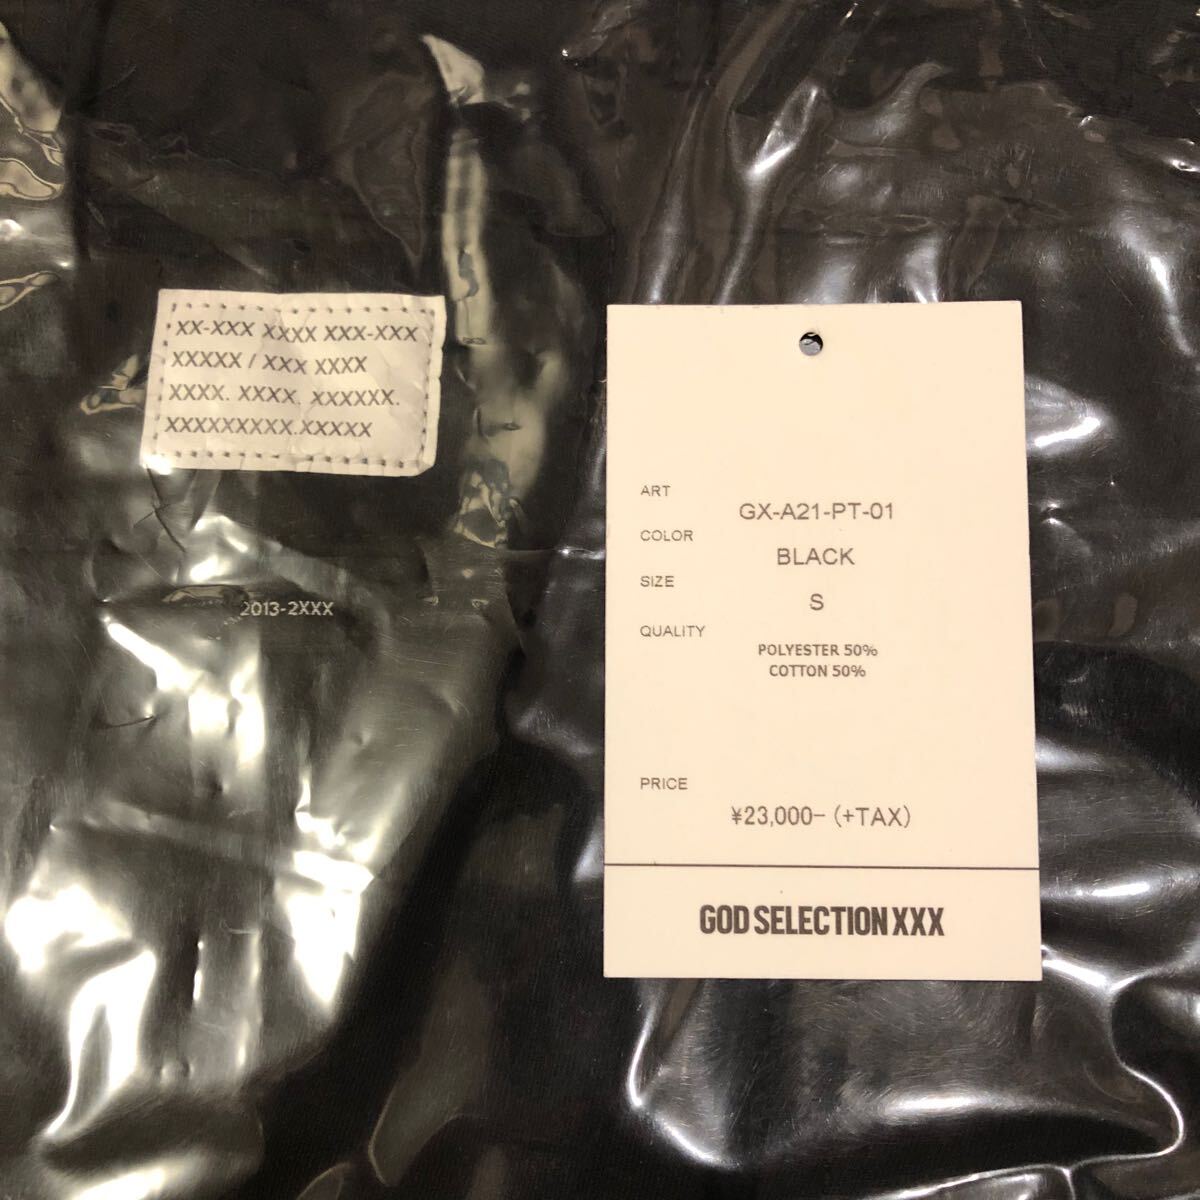 XX-XXX XXXX XXX-XXX
XXXXX / XXX XXXX
XXXX. XXXX. XXXXXX.
XXXXXXXXX.XXXXX
2013-2XXX
ART GX-A21-PT-01
COLOR BLACK
SIZE S
QUALITY POLYESTER 50%
COTTON 50%
PRICE ¥23,000- (+TAX)
GOD SELECTION XXX